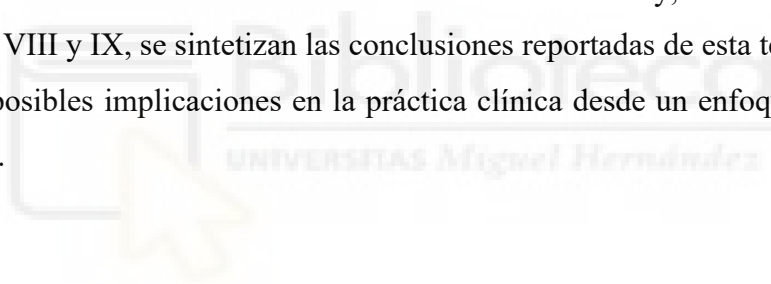 VIII y IX, se sintetizan las conclusiones reportadas de esta
posibles implicaciones en la práctica clínica desde un
.
Biblioteca
UNIVERSITAS Miguel Hernández